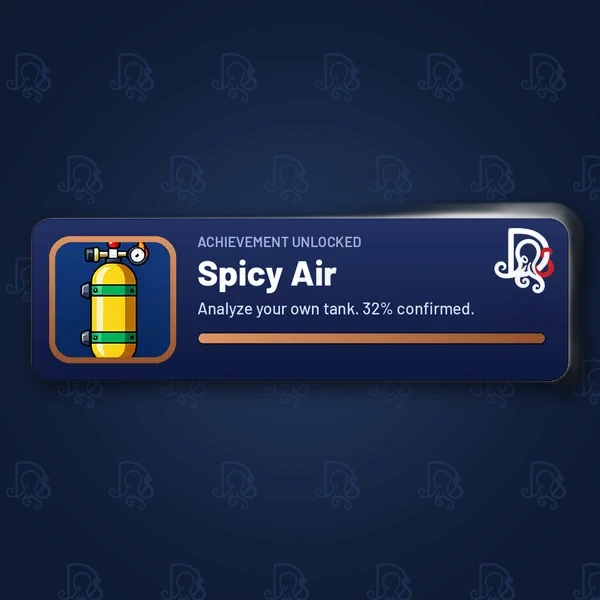 ACHIEVEMENT UNLOCKED
Spicy Air
Analyze your own tank. 32% confirmed.